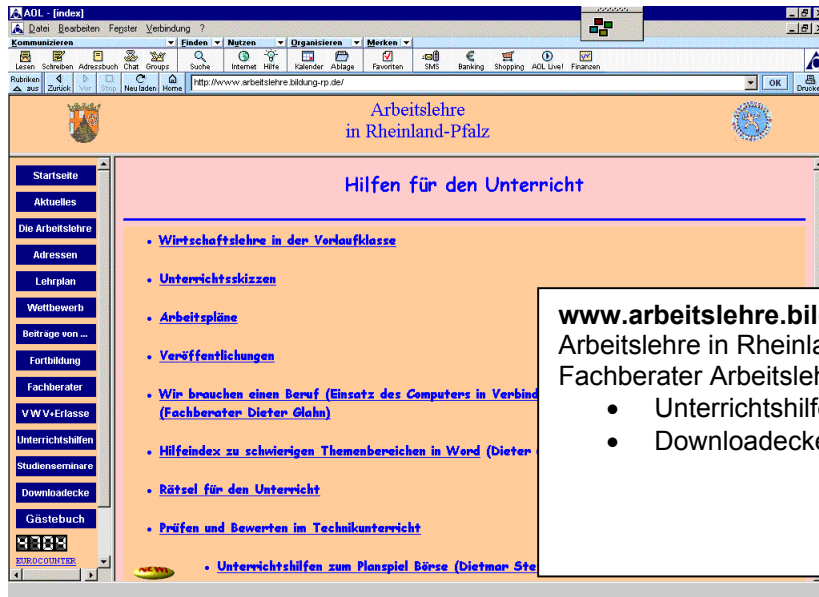 AOL - [index]
Datei Bearbeiten Fenster Verbindung ?
Kommunizieren Finden Nutzen Organisieren Merken
Lesen Schreiben Adressbuch Chat Groups Suche Internet Hilfe Kalender Ablage Favoriten SMS Banking Shopping AOL Live! Finanzen
Rubriken aus Zurück Vor Stop Neu laden Home http://www.arbeitslehre.bildung-rp.de/ OK Drucke
Arbeitslehre
in Rheinland-Pfalz
Startseite
Aktuelles
Die Arbeitslehre
Adressen
Lehrplan
Wettbewerb
Beiträge von ...
Fortbildung
Fachberater
V W V+Erlasse
Unterrichtshilfen
Studienseminare
Downloadecke
Gästebuch
EUROCOUNTER
Hilfen für den Unterricht
• Wirtschaftslehre in der Vorlaufklasse
• Unterrichtsskizzen
• Arbeitspläne
• Veröffentlichungen
• Wir brauchen einen Beruf (Einsatz des Computers in Verbind
(Fachberater Dieter Glahn)
• Hilfeindex zu schwierigen Themenbereichen in Word (Dieter
• Rätsel für den Unterricht
• Prüfen und Bewerten im Technikunterricht
NEW
• Unterrichtshilfen zum Planspiel Börse (Dietmar Ste
www.arbeitslehre.bil
Arbeitslehre in Rheinla
Fachberater Arbeitsleh
• Unterrichtshilfe
• Downloadecke